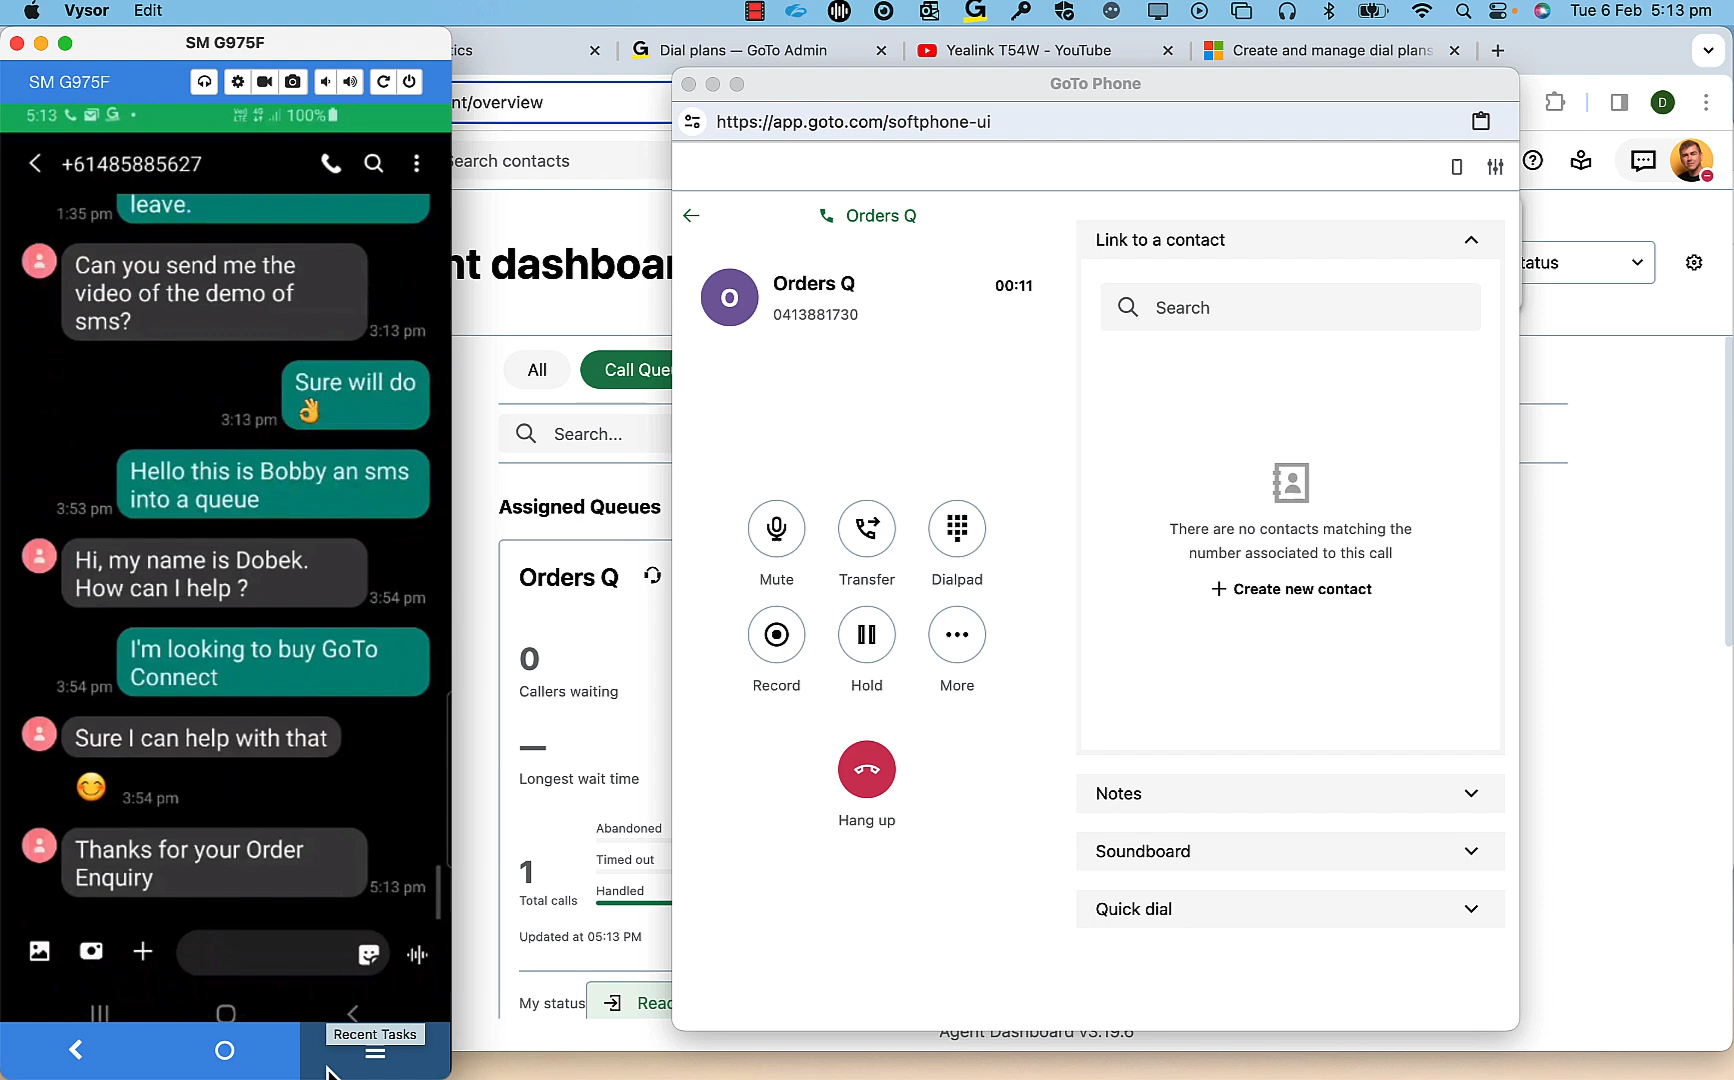 Vysor Edit
Tue 6 Feb 5:13 pm
SM G975F
SM G975F
5:13
100%
+61485885627
leave.
1:35 pm
Can you send me the
video of the demo of
sms?
3:13 pm
Sure will do
👌
3:13 pm
Hello this is Bobby an sms
into a queue
3:53 pm
Hi, my name is Dobek.
How can I help ?
3:54 pm
I'm looking to buy GoTo
Connect
3:54 pm
Sure I can help with that
😊
3:54 pm
Thanks for your Order
Enquiry
5:13 pm
Recent Tasks
tics
Dial plans — GoTo Admin
Yealink T54W - YouTube
Create and manage dial plans
nt/overview
D
Search contacts
nt dashboar
tatus
All
Call Que
Search...
Assigned Queues
Orders Q
0
Callers waiting
—
Longest wait time
Abandoned
Timed out
Handled
1
Total calls
Updated at 05:13 PM
My status
Read
Agent Dashboard v3.19.6
GoTo Phone
https://app.goto.com/softphone-ui
Orders Q
O
Orders Q
00:11
0413881730
Mute
Transfer
Dialpad
Record
Hold
More
Hang up
Link to a contact
Search
There are no contacts matching the
number associated to this call
+ Create new contact
Notes
Soundboard
Quick dial